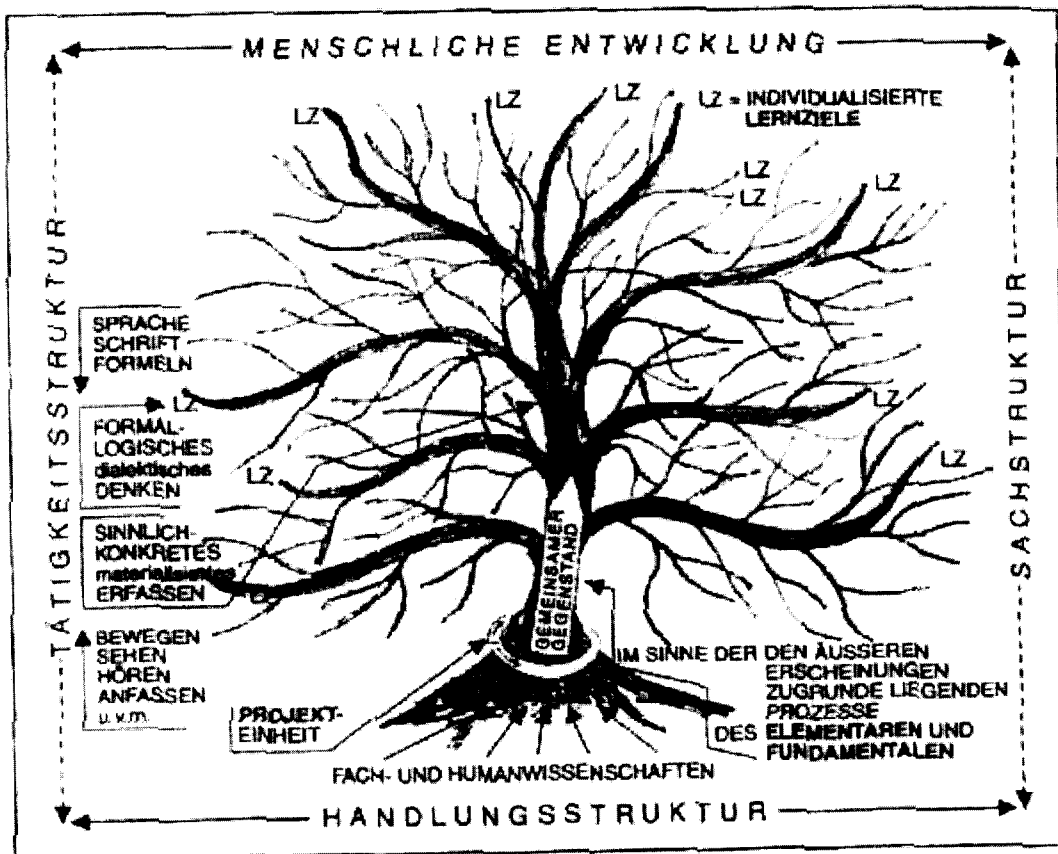 MENSCHLICHE ENTWICKLUNG
LZ
LZ
LZ
LZ = INDIVIDUALISIERTE
LERNZIELE
LZ
LZ
LZ
TÄTIGKEITSSTRUKTUR
SACHSTRUKTUR
SPRACHE
SCHRIFT
FORMELN
LZ
LZ
FORMAL-
LOGISCHES
dialektisches
DENKEN
LZ
LZ
SINNLICH-
KONKRETES
materialisiertes
ERFASSEN
LZ
GEMEINSAMER
GEGENSTAND
BEWEGEN
SEHEN
HÖREN
ANFASSEN
u.v.m.
IM SINNE DER DEN ÄUSSEREN
ERSCHEINUNGEN
ZUGRUNDE LIEGENDEN
PROZESSE
DES ELEMENTAREN UND
FUNDAMENTALEN
PROJEKT-
EINHEIT
FACH- UND HUMANWISSENSCHAFTEN
HANDLUNGSSTRUKTUR